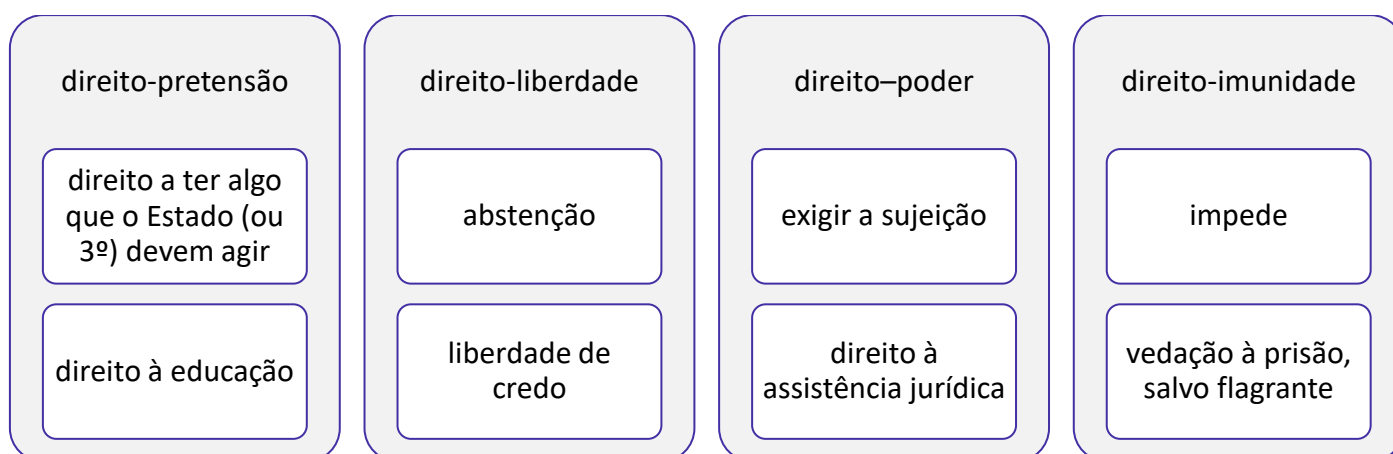 direito-pretensão
direito a ter algo
que o Estado (ou
3º) devem agir
direito à educação
direito-liberdade
abstenção
liberdade de
credo
direito–poder
exigir a sujeição
direito à
assistência jurídica
direito-imunidade
impede
vedação à prisão,
salvo flagrante